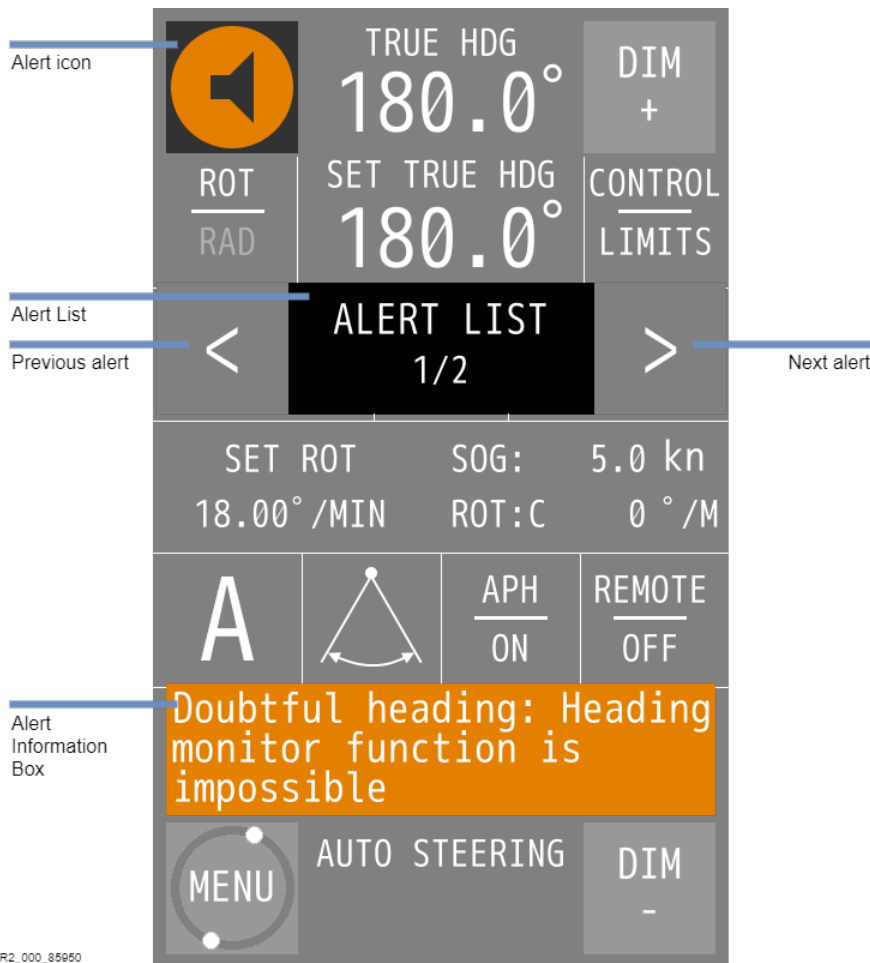 Alert icon
TRUE HDG
180.0°
DIM
+
ROT
RAD
SET TRUE HDG
180.0°
CONTROL
LIMITS
Alert List
Previous alert
<
ALERT LIST
1/2
>
Next alert
SET ROT
18.00°/MIN
SOG: 5.0 kn
ROT:C 0 °/M
A
APH
ON
REMOTE
OFF
Alert
Information
Box
Doubtful heading: Heading
monitor function is
impossible
MENU
AUTO STEERING
DIM
-
R2_000_85950